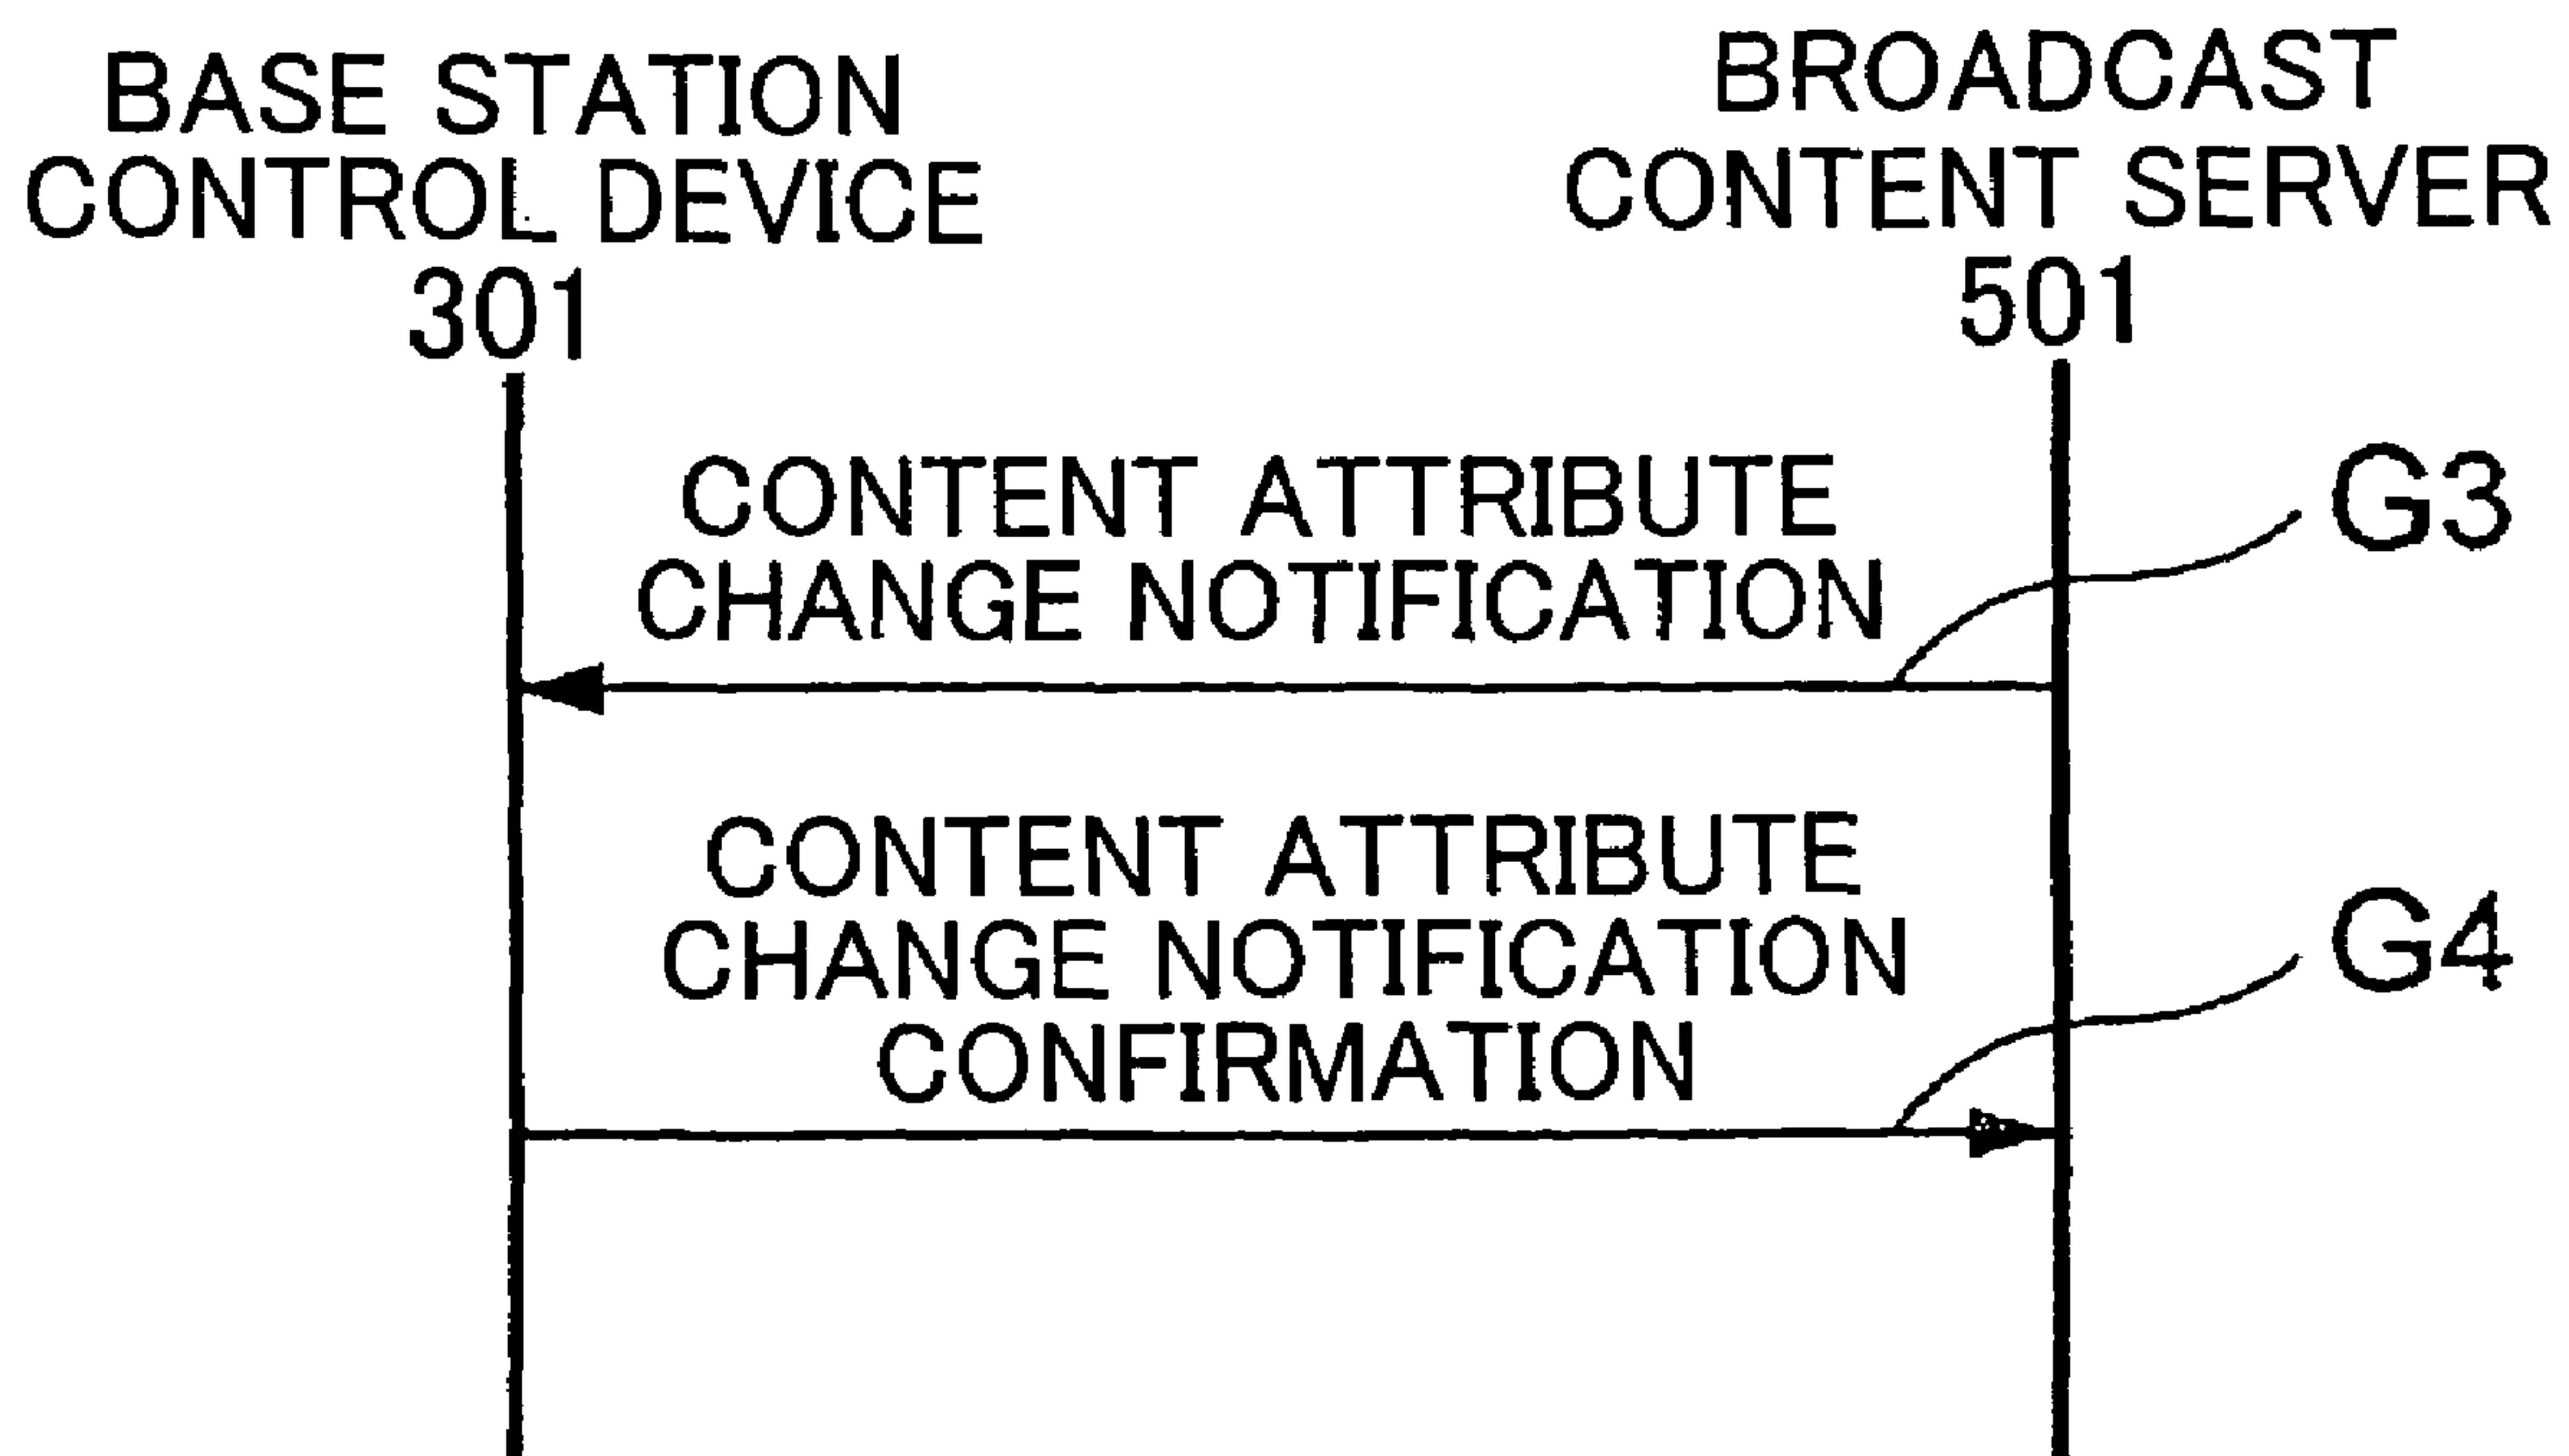 BASE STATION
CONTROL DEVICE
301
BROADCAST
CONTENT SERVER
501
CONTENT ATTRIBUTE
CHANGE NOTIFICATION
G3
CONTENT ATTRIBUTE
CHANGE NOTIFICATION
CONFIRMATION
G4